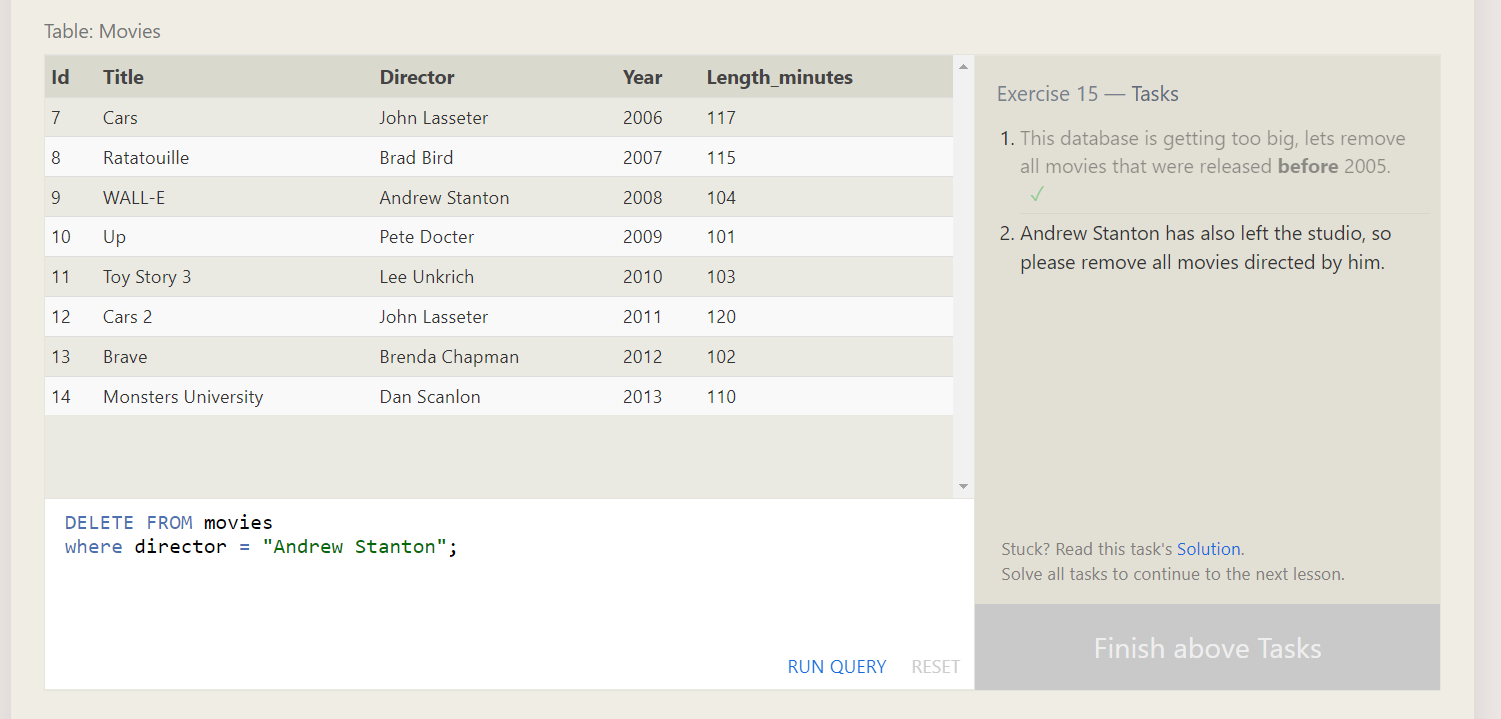 Table: Movies
Id Title Director Year Length_minutes
7 Cars John Lasseter 2006 117
8 Ratatouille Brad Bird 2007 115
9 WALL-E Andrew Stanton 2008 104
10 Up Pete Docter 2009 101
11 Toy Story 3 Lee Unkrich 2010 103
12 Cars 2 John Lasseter 2011 120
13 Brave Brenda Chapman 2012 102
14 Monsters University Dan Scanlon 2013 110
DELETE FROM movies
where director = "Andrew Stanton";
RUN QUERY RESET
Exercise 15 — Tasks
1. This database is getting too big, lets remove
all movies that were released before 2005.
✓
2. Andrew Stanton has also left the studio, so
please remove all movies directed by him.
Stuck? Read this task's Solution.
Solve all tasks to continue to the next lesson.
Finish above Tasks